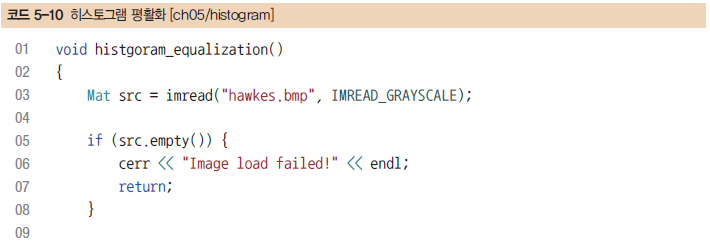 코드 5-10 히스토그램 평활화 [ch05/histogram]
01 void histgoram_equalization()
02 {
03 Mat src = imread("hawkes.bmp", IMREAD_GRAYSCALE);
04
05 if (src.empty()) {
06 cerr << "Image load failed!" << endl;
07 return;
08 }
09